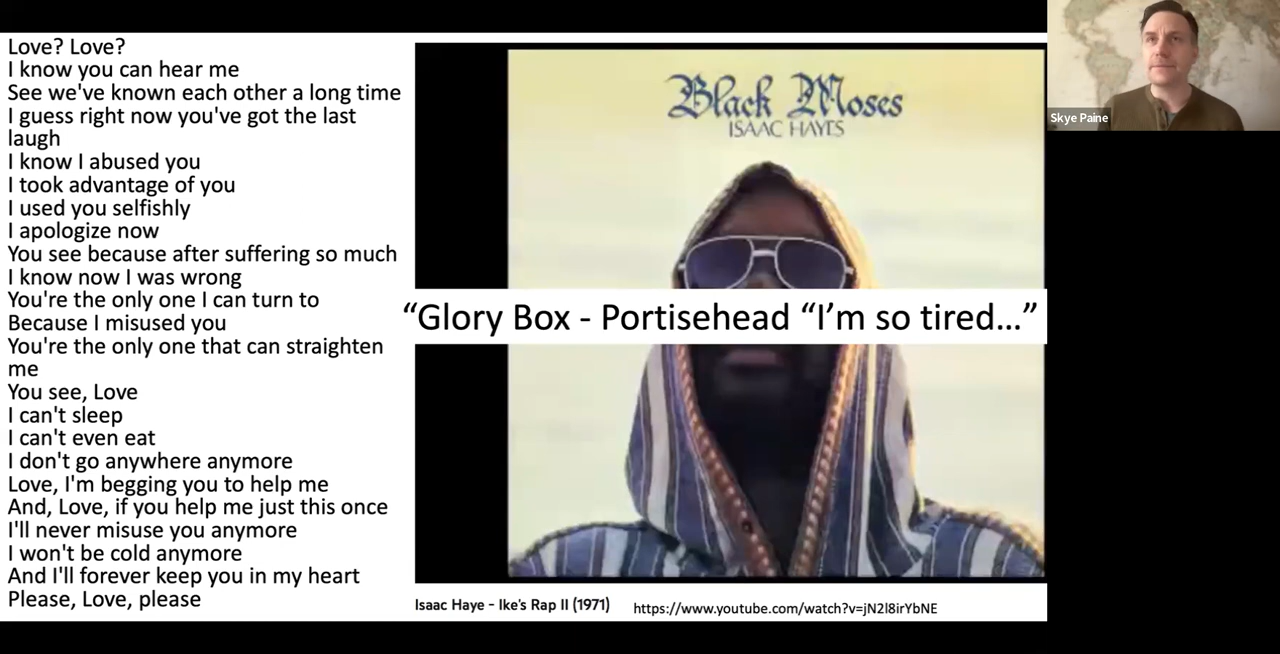 Love? Love?
I know you can hear me
See we've known each other a long time
I guess right now you've got the last
laugh
I know I abused you
I took advantage of you
I used you selfishly
I apologize now
You see because after suffering so much
I know now I was wrong
You're the only one I can turn to
Because I misused you
You're the only one that can straighten
me
You see, Love
I can't sleep
I can't even eat
I don't go anywhere anymore
Love, I'm begging you to help me
And, Love, if you help me just this once
I'll never misuse you anymore
I won't be cold anymore
And I'll forever keep you in my heart
Please, Love, please
Black Moses
ISAAC HAYES
“Glory Box - Portisehead “I’m so tired…”
Isaac Haye - Ike's Rap II (1971)
https://www.youtube.com/watch?v=jN2l8irYbNE
Skye Paine